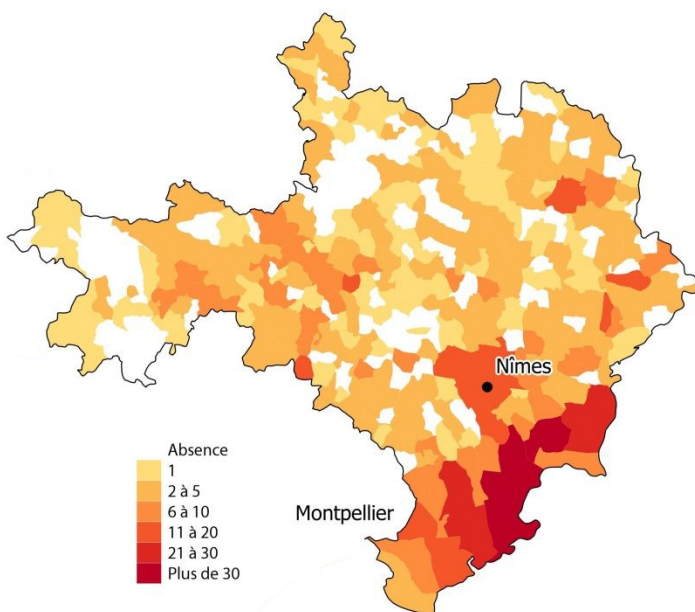 Nîmes
Montpellier
Absence
1
2 à 5
6 à 10
11 à 20
21 à 30
Plus de 30